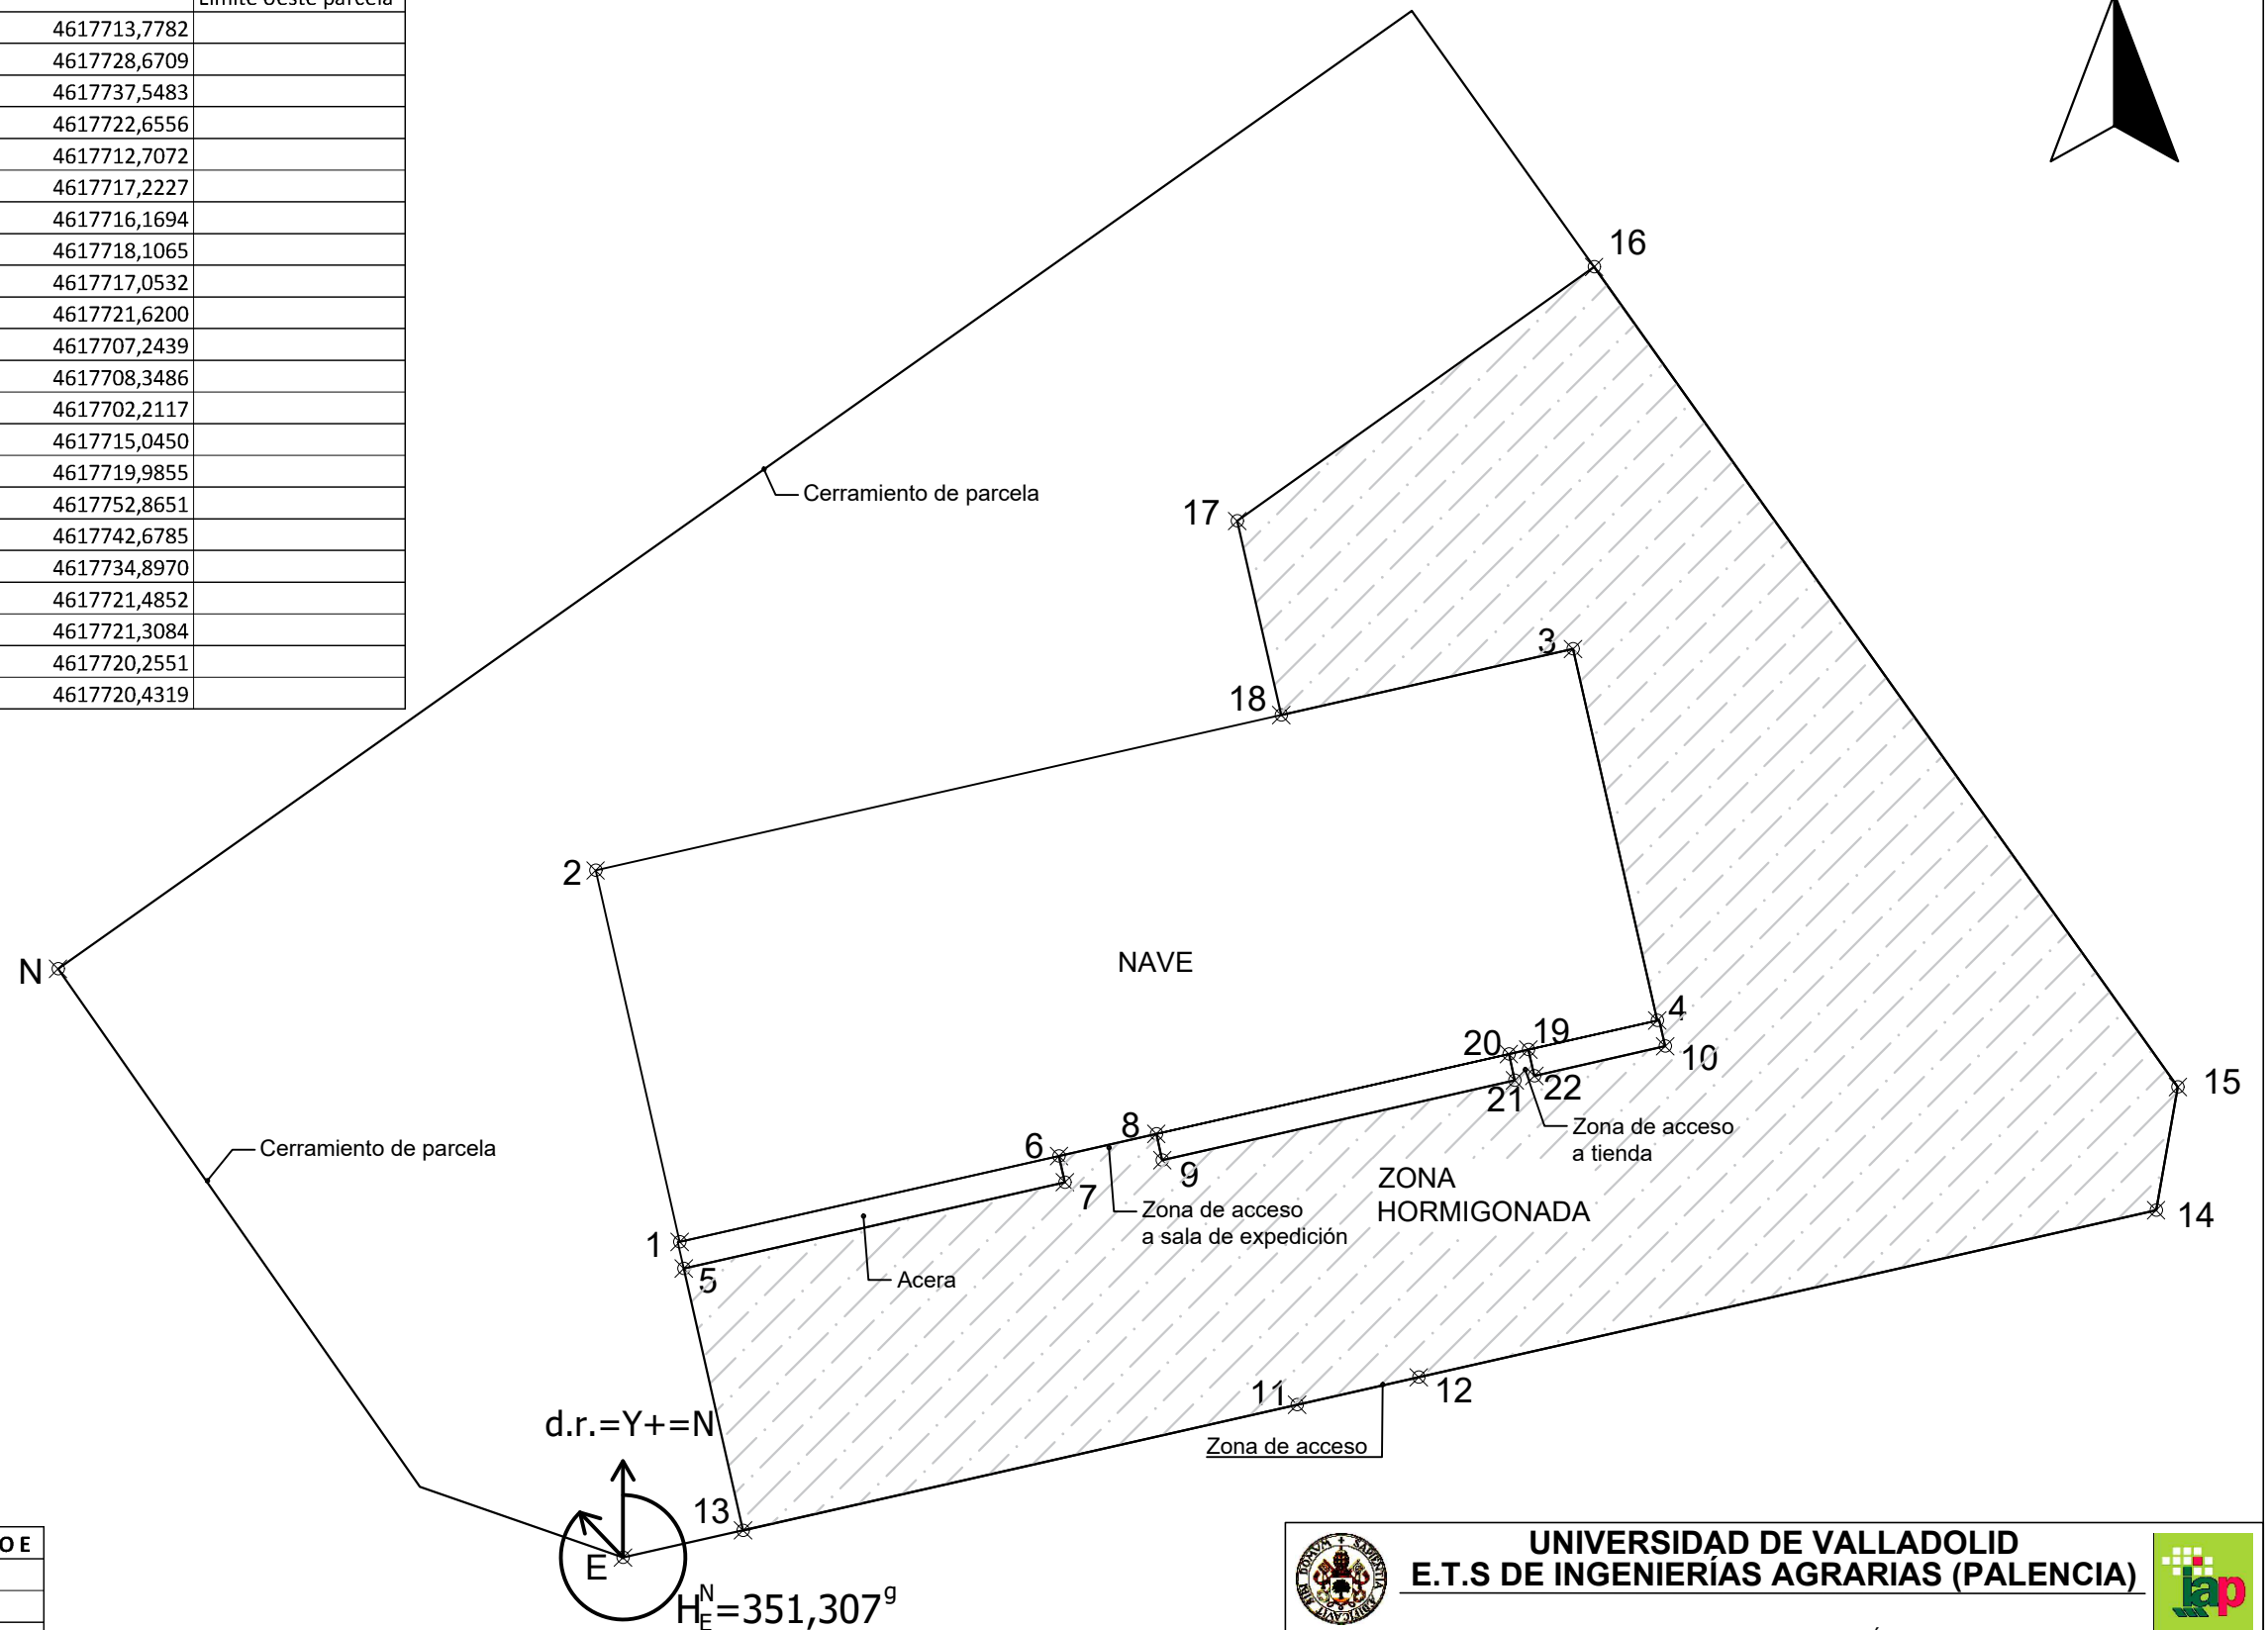 Límite oeste parcela
4617713,7782
4617728,6709
4617737,5483
4617722,6556
4617712,7072
4617717,2227
4617716,1694
4617718,1065
4617717,0532
4617721,6200
4617707,2439
4617708,3486
4617702,2117
4617715,0450
4617719,9855
4617752,8651
4617742,6785
4617734,8970
4617721,4852
4617721,3084
4617720,2551
4617720,4319
16
Cerramiento de parcela
17
3
18
2
NAVE
N
4
19
20
10
15
22
21
8
Zona de acceso
a tienda
6
Cerramiento de parcela
9
ZONA
HORMIGONADA
7
Zona de acceso
a sala de expedición
14
1
5
Acera
11
12
d.r.=Y+=N
Zona de acceso
13
E
H_E^N=351,307^g
O E
UNIVERSIDAD DE VALLADOLID
E.T.S DE INGENIERÍAS AGRARIAS (PALENCIA)
iap